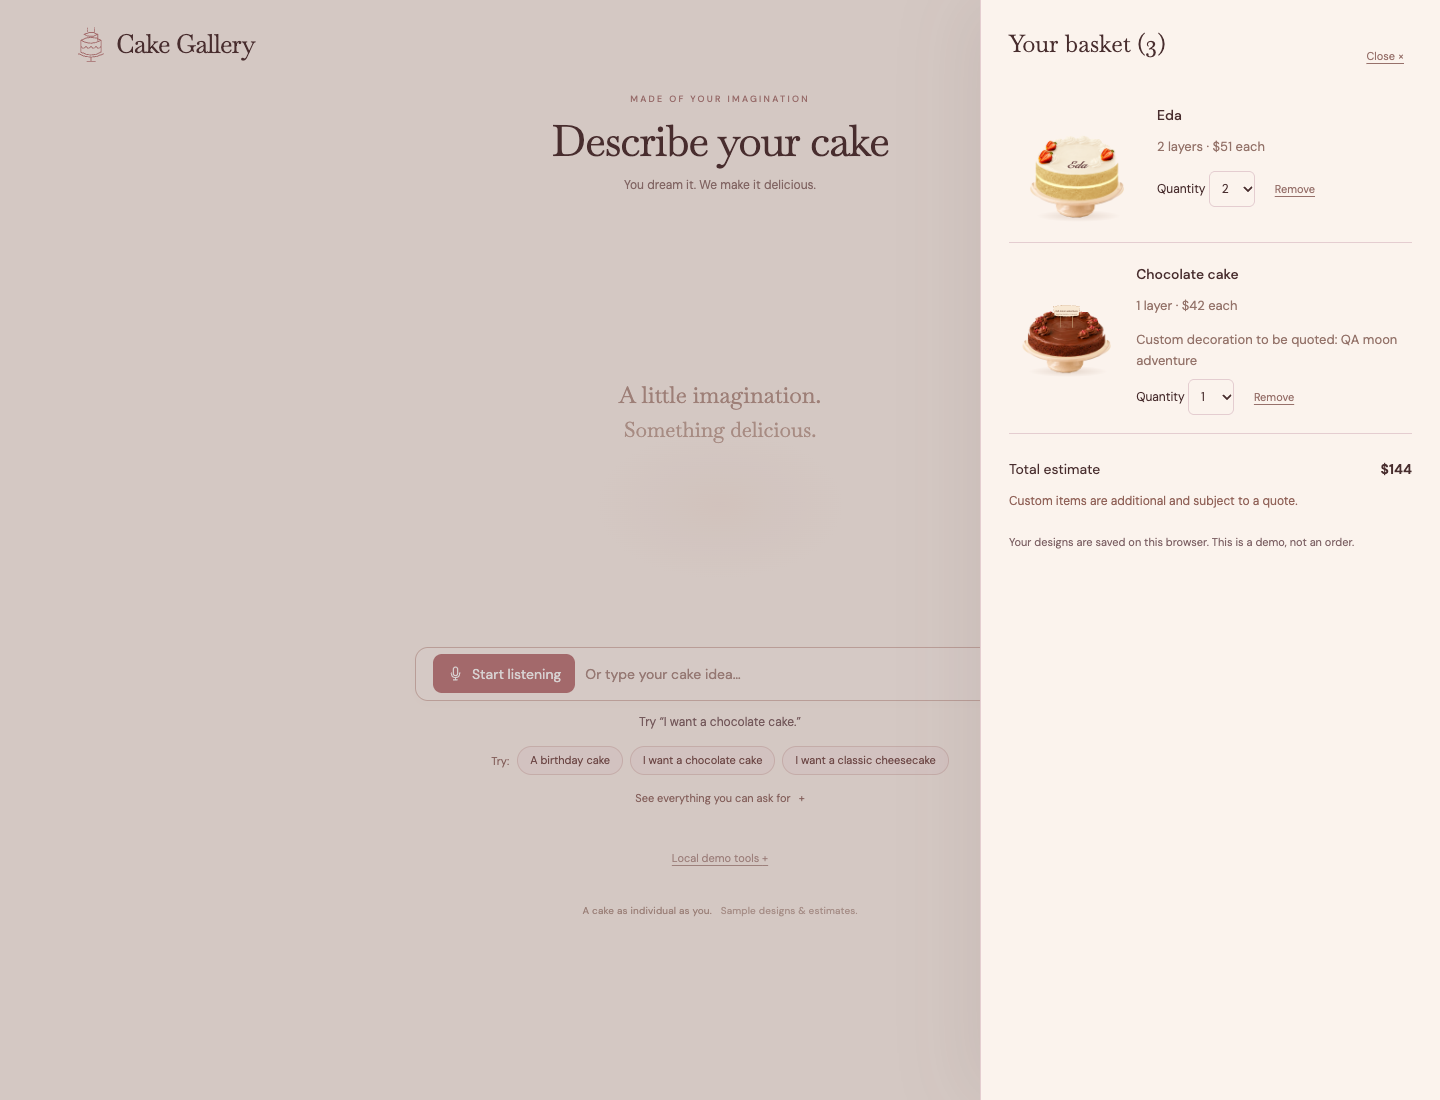 Cake Gallery
MADE OF YOUR IMAGINATION
Describe your cake
You dream it. We make it delicious.
A little imagination.
Something delicious.
Start listening
Or type your cake idea...
Try “I want a chocolate cake.”
Try:
A birthday cake
I want a chocolate cake
I want a classic cheesecake
See everything you can ask for +
Local demo tools +
A cake as individual as you. Sample designs & estimates.
Your basket (3)
Close ×
Eda
Eda
2 layers · $51 each
Quantity 2 Remove
Chocolate cake
1 layer · $42 each
Custom decoration to be quoted: QA moon
adventure
Quantity 1 Remove
Total estimate $144
Custom items are additional and subject to a quote.
Your designs are saved on this browser. This is a demo, not an order.